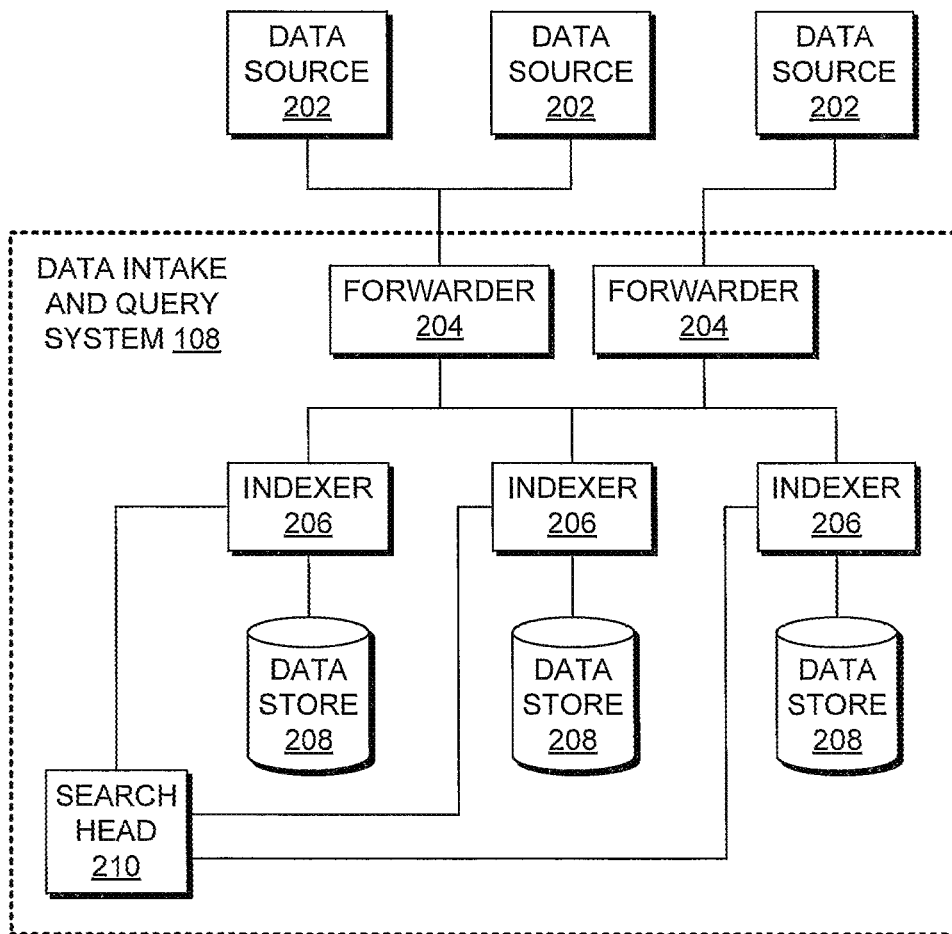 DATA
SOURCE
202
DATA
SOURCE
202
DATA
SOURCE
202
DATA INTAKE
AND QUERY
SYSTEM 108
FORWARDER
204
FORWARDER
204
INDEXER
206
INDEXER
206
INDEXER
206
DATA
STORE
208
DATA
STORE
208
DATA
STORE
208
SEARCH
HEAD
210